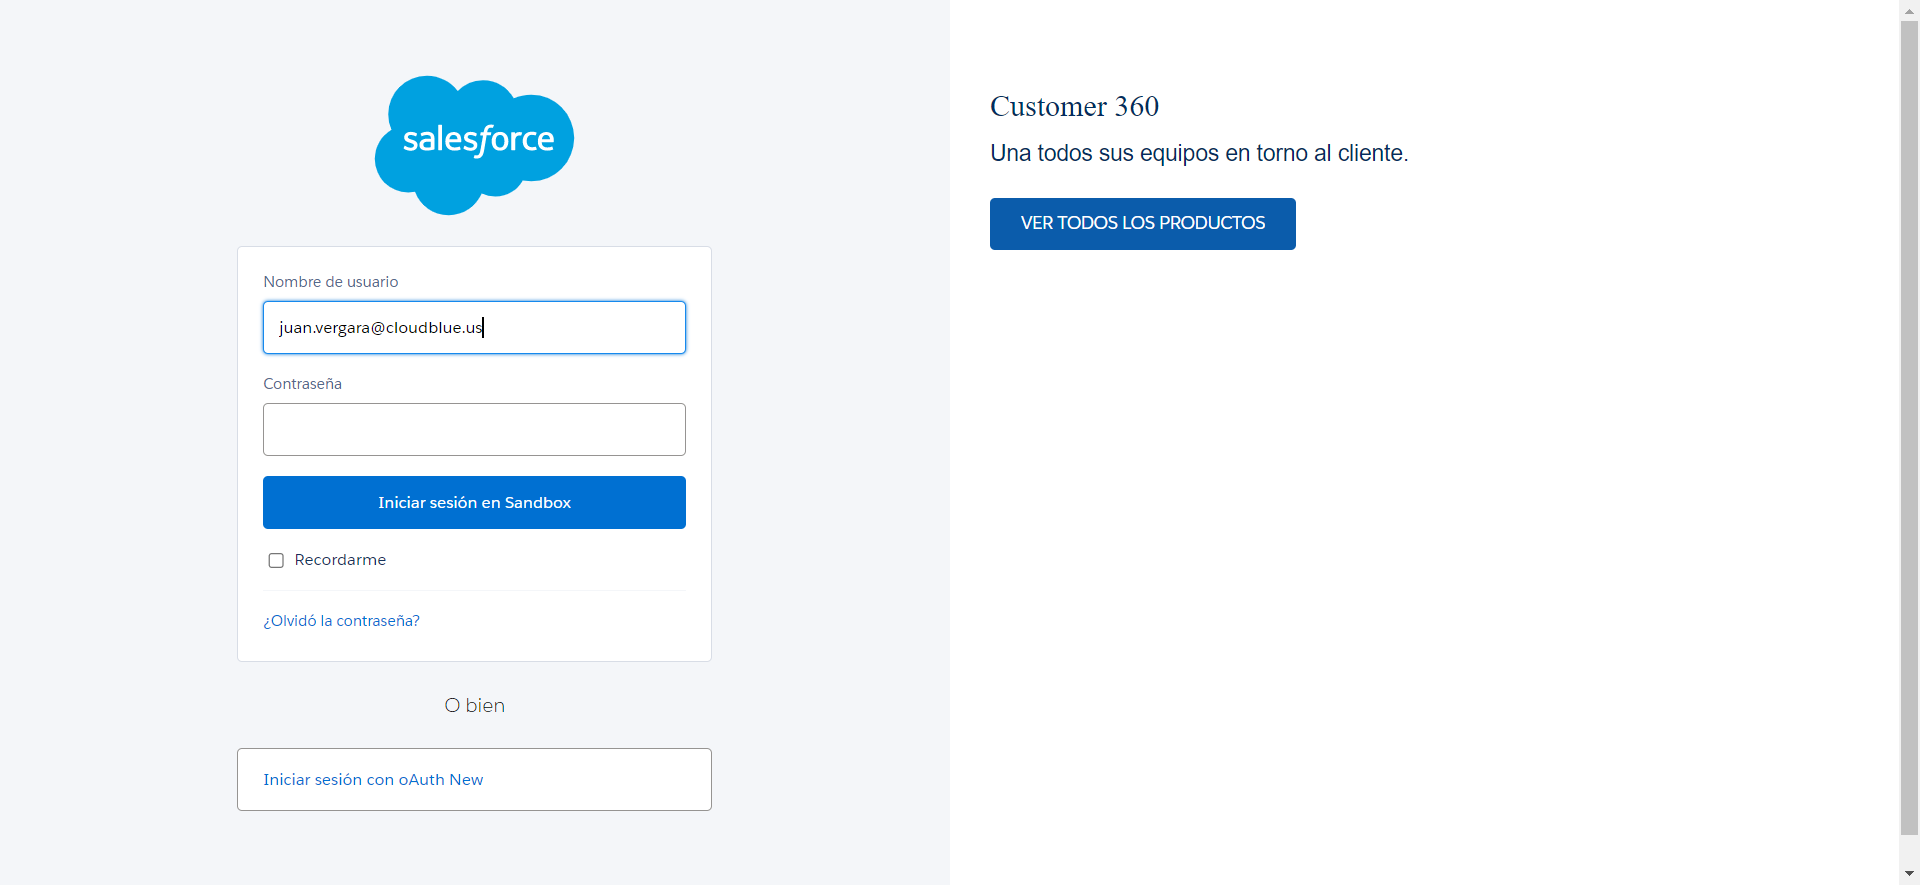 salesforce
Nombre de usuario
juan.vergara@cloudblue.us
Contraseña
Iniciar sesión en Sandbox
Recordarme
¿Olvidó la contraseña?
O bien
Iniciar sesión con oAuth New
Customer 360
Una todos sus equipos en torno al cliente.
VER TODOS LOS PRODUCTOS